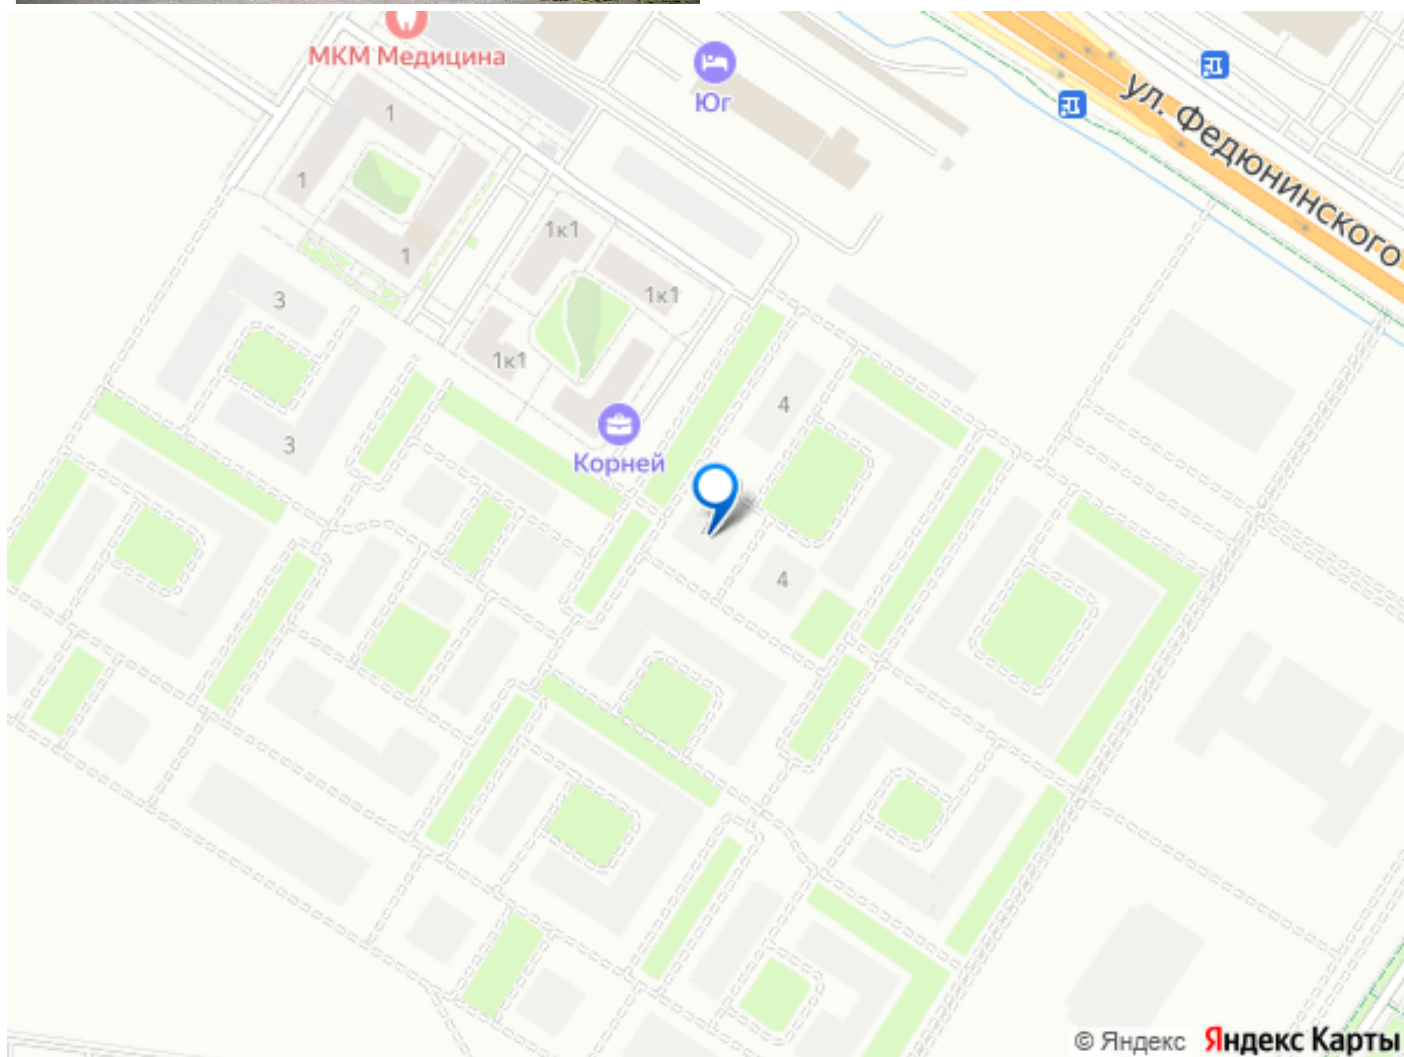 МКМ Медицина
Юг
ул. Федюнинского
1
1
1
1к1
1к1
1к1
3
3
4
Корней
4
© Яндекс Яндекс Карты